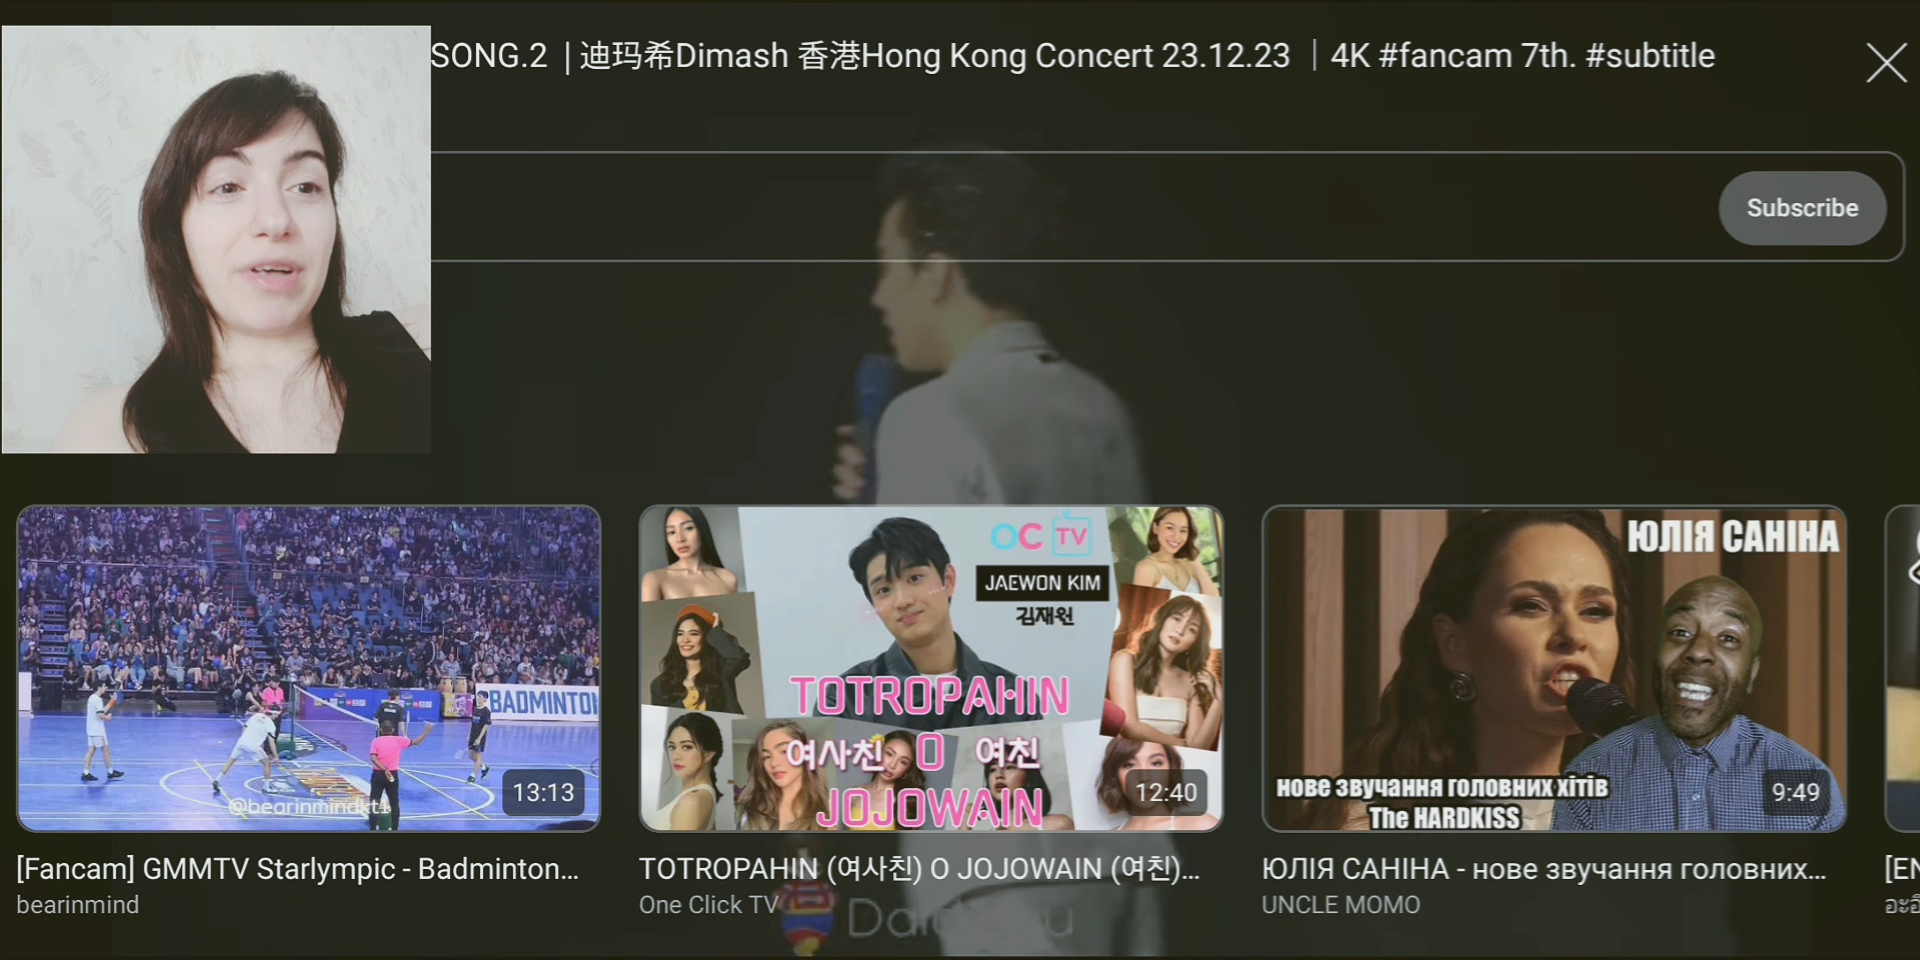 SONG.2 ｜迪玛希Dimash 香港Hong Kong Concert 23.12.23 ｜4K #fancam 7th. #subtitle
Subscribe
BADMINTON
@bearinmindkt1
13:13
OC TV
JAEWON KIM
김재원
TOTROPAHIN
여사친 O 여친
JOJOWAIN
12:40
ЮЛІЯ САНІНА
нове звучання головних хітів
The HARDKISS
9:49
[Fancam] GMMTV Starlympic - Badminton...
bearinmind
TOTROPAHIN (여사친) O JOJOWAIN (여친)...
One Click TV
ЮЛІЯ САНІНА - нове звучання головних...
UNCLE MOMO
[EN